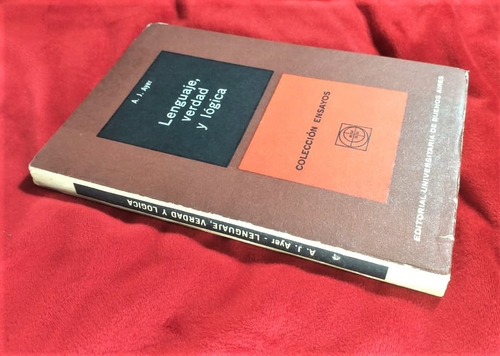 A. J. Ayer
Lenguaje,
verdad
y lógica
COLECCIÓN ENSAYOS
EDITORIAL UNIVERSITARIA DE BUENOS AIRES
4 A. J. Ayer - LENGUAJE, VERDAD Y LOGICA